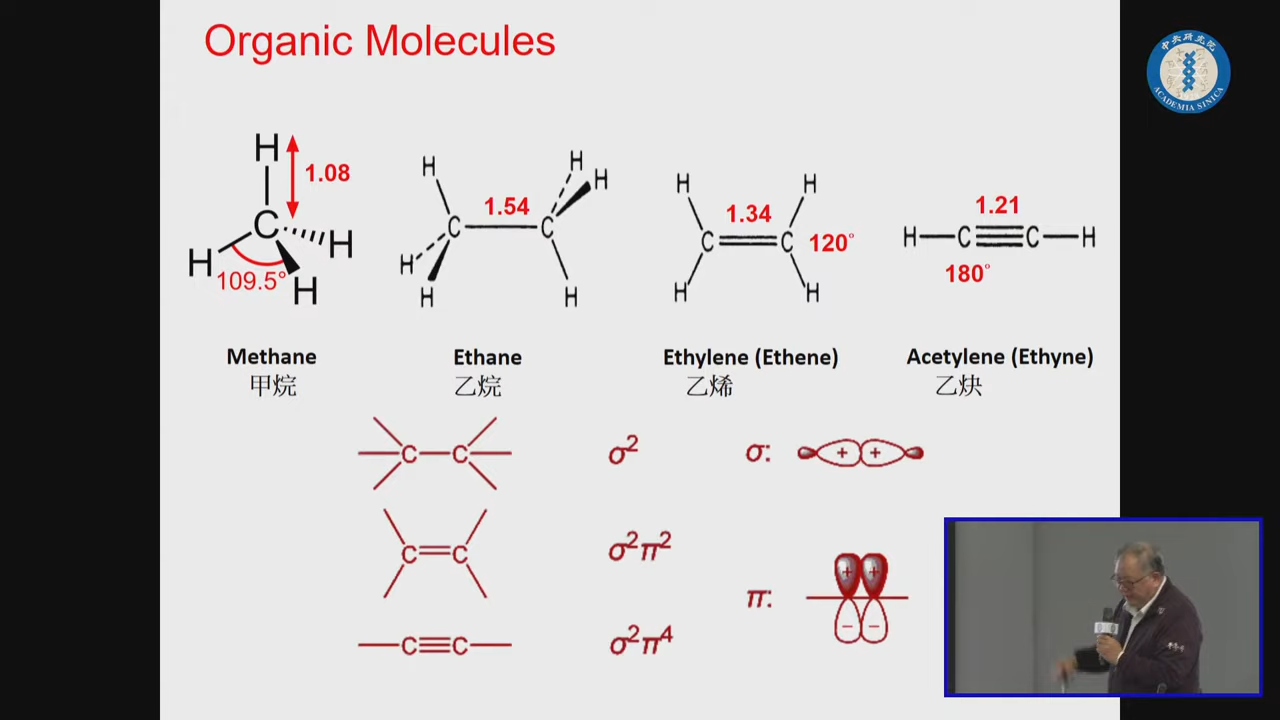 Organic Molecules
中央研究院
ACADEMIA SINICA
H
1.08
C
H
H
109.5°
H
H
H
H
1.54
C
C
H
H
H
H
H
1.34
C
C
120°
H
H
1.21
H
C
C
H
180°
Methane
Ethane
Ethylene (Ethene)
Acetylene (Ethyne)
甲烷
乙烷
乙烯
乙炔
C C
σ²
σ:
+ +
C C
σ²π²
π:
+ +
− −
C C
σ²π⁴